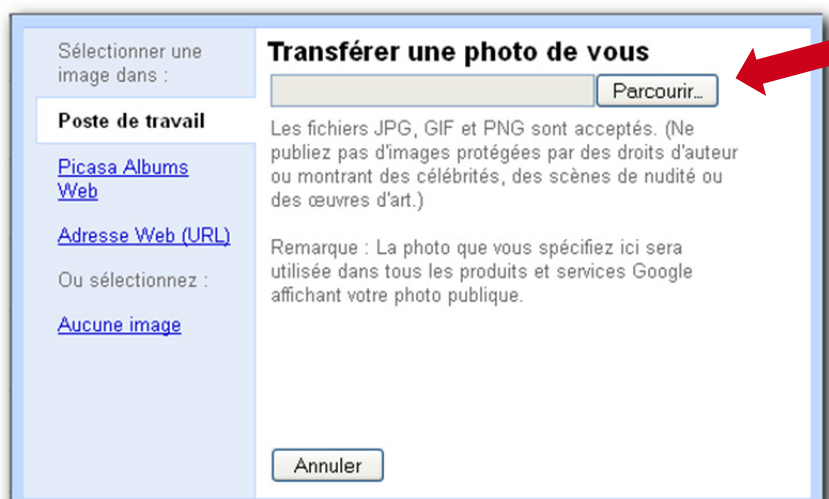 Sélectionner une
image dans :
Poste de travail
Picasa Albums
Web
Adresse Web (URL)
Ou sélectionnez :
Aucune image
Transférer une photo de vous
Parcourir...
Les fichiers JPG, GIF et PNG sont acceptés. (Ne
publiez pas d'images protégées par des droits d'auteur
ou montrant des célébrités, des scènes de nudité ou
des œuvres d'art.)
Remarque : La photo que vous spécifiez ici sera
utilisée dans tous les produits et services Google
affichant votre photo publique.
Annuler